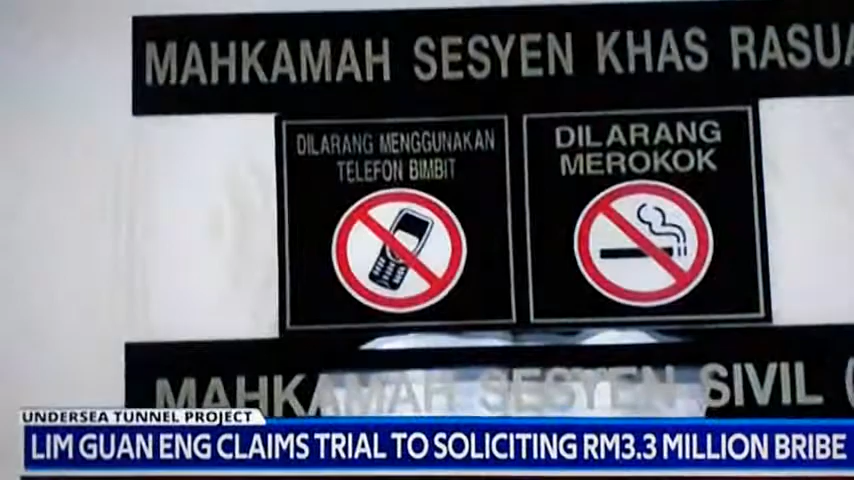 MAHKAMAH SESYEN KHAS
DILARANG MENGGUNAKAN
TELEFON BIMBIT
DILARANG
MEROKOK
MAHKAMAH SESYEN SIVIL
UNDERSEA TUNNEL PROJECT
LIM GUAN ENG CLAIMS TRIAL TO SOLICITING RM3.3 MILLION BRIBE